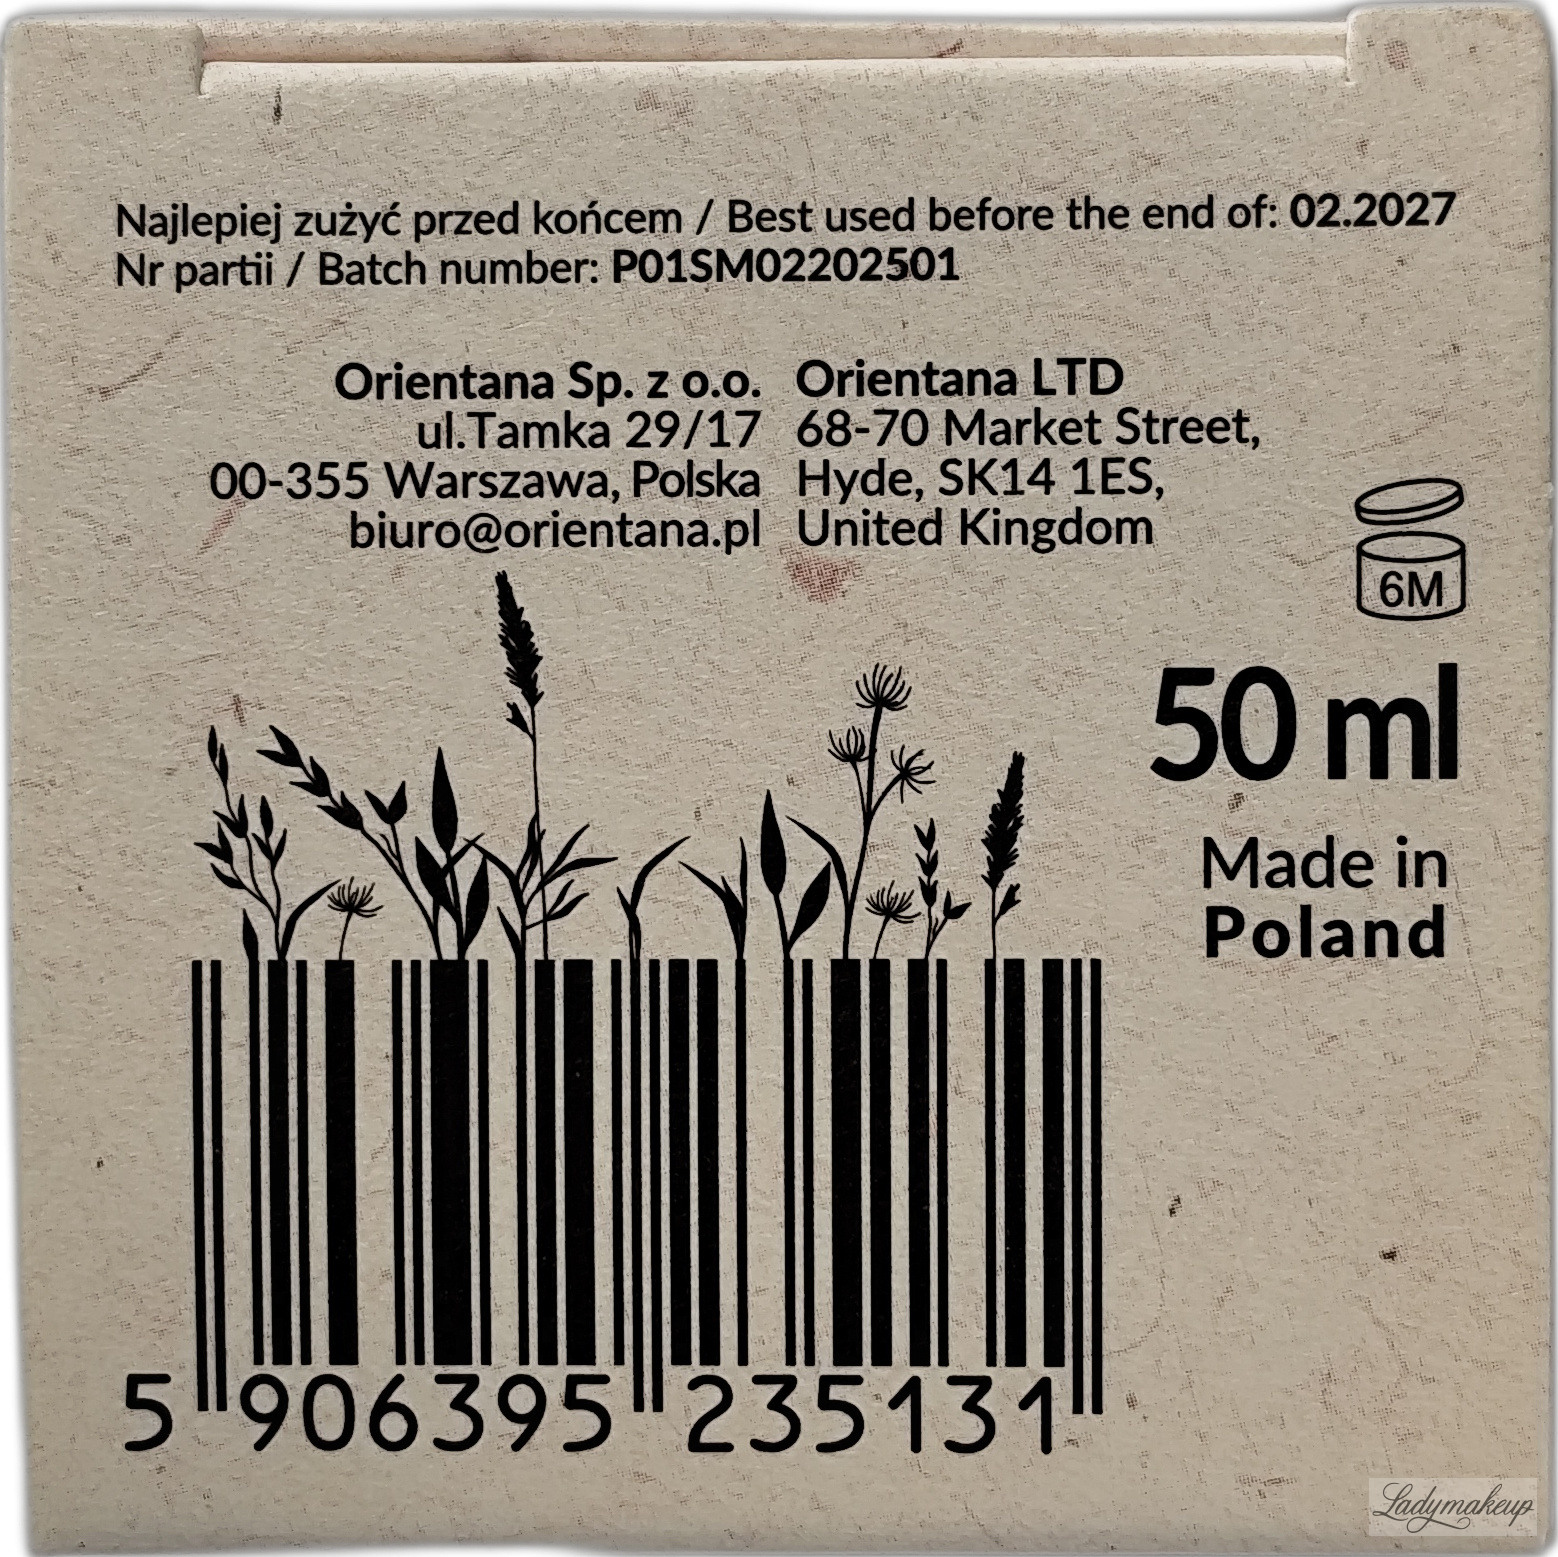 Najlepiej zużyć przed końcem / Best used before the end of: 02.2027
Nr partii / Batch number: P01SM02202501
Orientana Sp. z o.o.
ul.Tamka 29/17
00-355 Warszawa, Polska
biuro@orientana.pl
Orientana LTD
68-70 Market Street,
Hyde, SK14 1ES,
United Kingdom
6M
50 ml
Made in
Poland
5 906395 235131
Ladymakeup